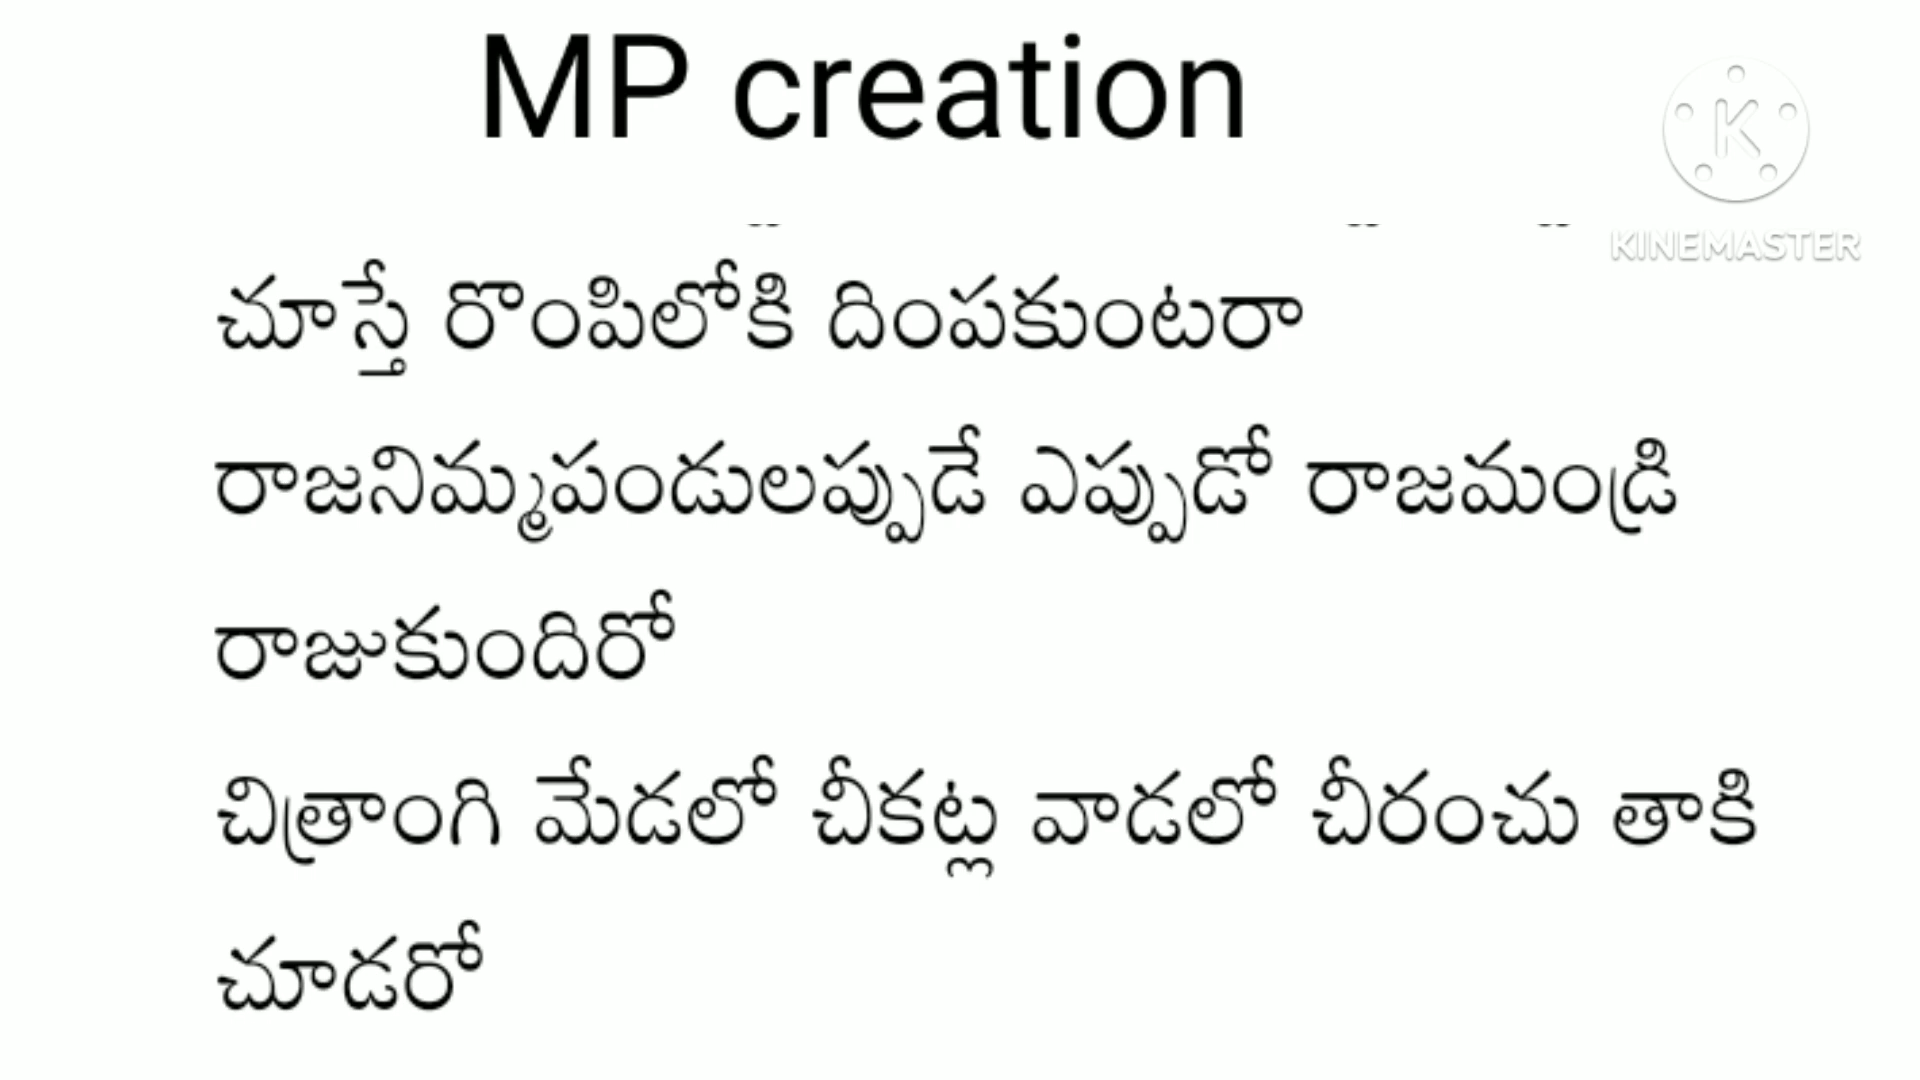 MP creation
K
KINEMASTER
చూస్తే రొంపిలోకి దింపకుంటరా
రాజనిమ్మపండులప్పుడే ఎప్పుడో రాజమండ్రి
రాజుకుందిరో
చిత్రాంగి మేడలో చీకట్ల వాడలో చీరంచు తాకి
చూడరో